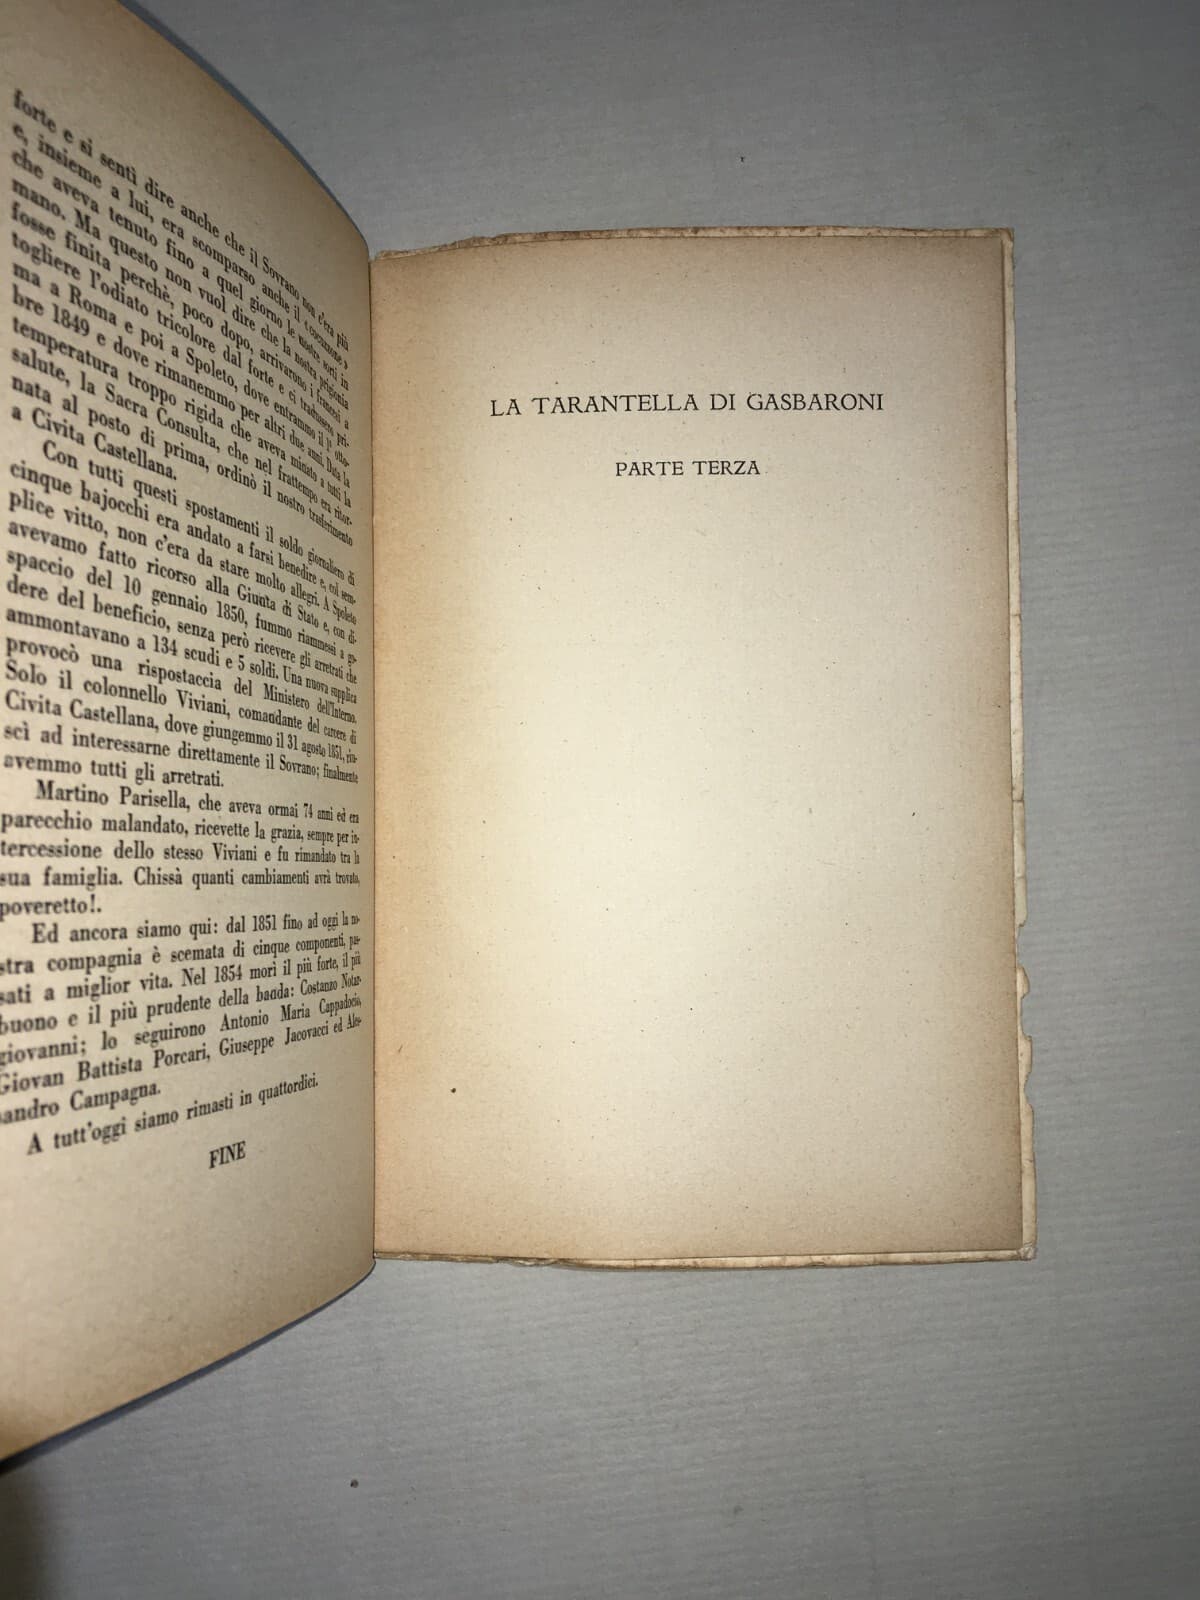 forte e si sentì dire anche che il Sovrano non c'era più
e, insieme a lui, era scomparso anche il «cocuzzone»
che aveva tenuto fino a quel giorno le nostre sorti in
mano. Ma questo non vuol dire che la nostra prigionia
fosse finita perchè, poco dopo, arrivarono i francesi a
togliere l'odiato tricolore dal forte e ci tradussero pri-
ma a Roma e poi a Spoleto, dove entrammo il 1° otto-
bre 1849 e dove rimanemmo per altri due anni. Data la
temperatura troppo rigida che aveva minato a tutti la
salute, la Sacra Consulta, che nel frattempo era ritor-
nata al posto di prima, ordinò il nostro trasferimento
a Civita Castellana.
Con tutti questi spostamenti il soldo giornaliero di
cinque bajocchi era andato a farsi benedire e, col sem-
plice vitto, non c'era da stare molto allegri. A Spoleto
avevamo fatto ricorso alla Giunta di Stato e, con di-
spaccio del 10 gennaio 1850, fummo riammessi a go-
dere del beneficio, senza però ricevere gli arretrati che
ammontavano a 134 scudi e 5 soldi. Una nuova supplica
provocò una rispostaccia del Ministero dell'Interno.
Solo il colonnello Viviani, comandante del carcere di
Civita Castellana, dove giungemmo il 31 agosto 1851, riu-
scì ad interessarne direttamente il Sovrano; finalmente
avemmo tutti gli arretrati.
Martino Parisella, che aveva ormai 74 anni ed era
parecchio malandato, ricevette la grazia, sempre per in-
tercessione dello stesso Viviani e fu rimandato tra la
sua famiglia. Chissà quanti cambiamenti avrà trovato,
poveretto!.
Ed ancora siamo qui: dal 1851 fino ad oggi la no-
stra compagnia è scemata di cinque componenti, pas-
sati a miglior vita. Nel 1854 morì il più forte, il più
buono e il più prudente della banda: Costanzo Notar-
giovanni; lo seguirono Antonio Maria Cappadocio,
Giovan Battista Porcari, Giuseppe Jacovacci ed Ales-
sandro Campagna.
A tutt'oggi siamo rimasti in quattordici.
FINE
LA TARANTELLA DI GASBARONI
PARTE TERZA